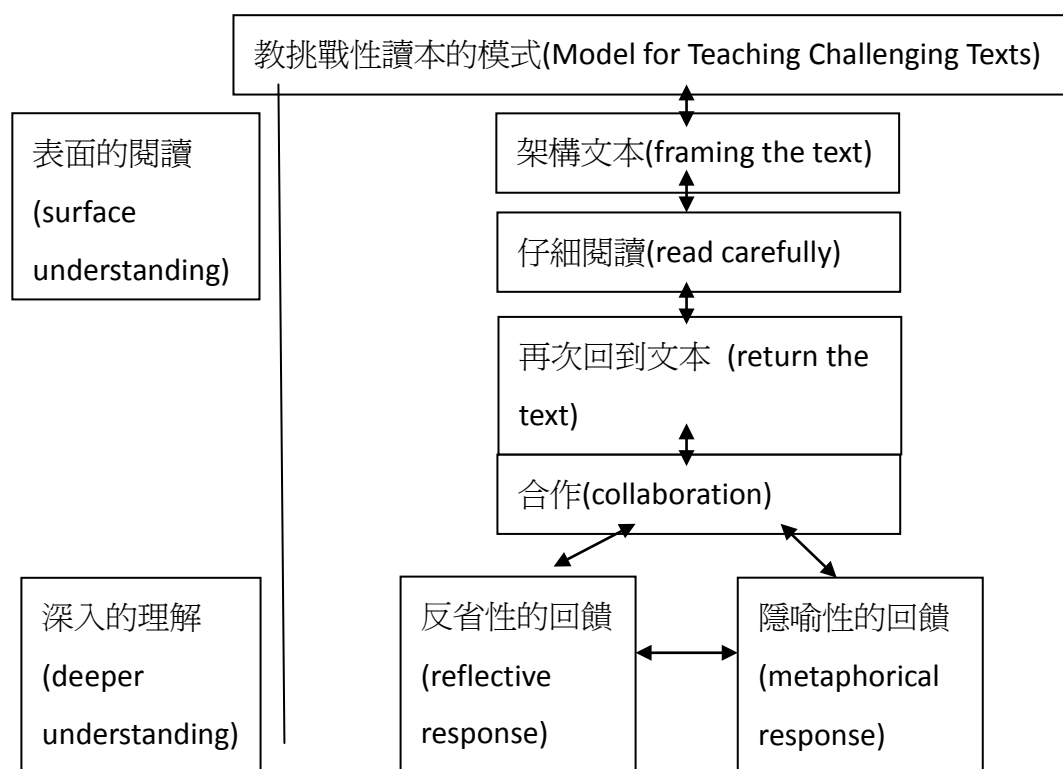 教挑戰性讀本的模式(Model for Teaching Challenging Texts)
表面的閱讀
(surface
understanding)
架構文本(framing the text)
仔細閱讀(read carefully)
再次回到文本 (return the
text)
合作(collaboration)
深入的理解
(deeper
understanding)
反省性的回饋
(reflective
response)
隱喻性的回饋
(metaphorical
response)